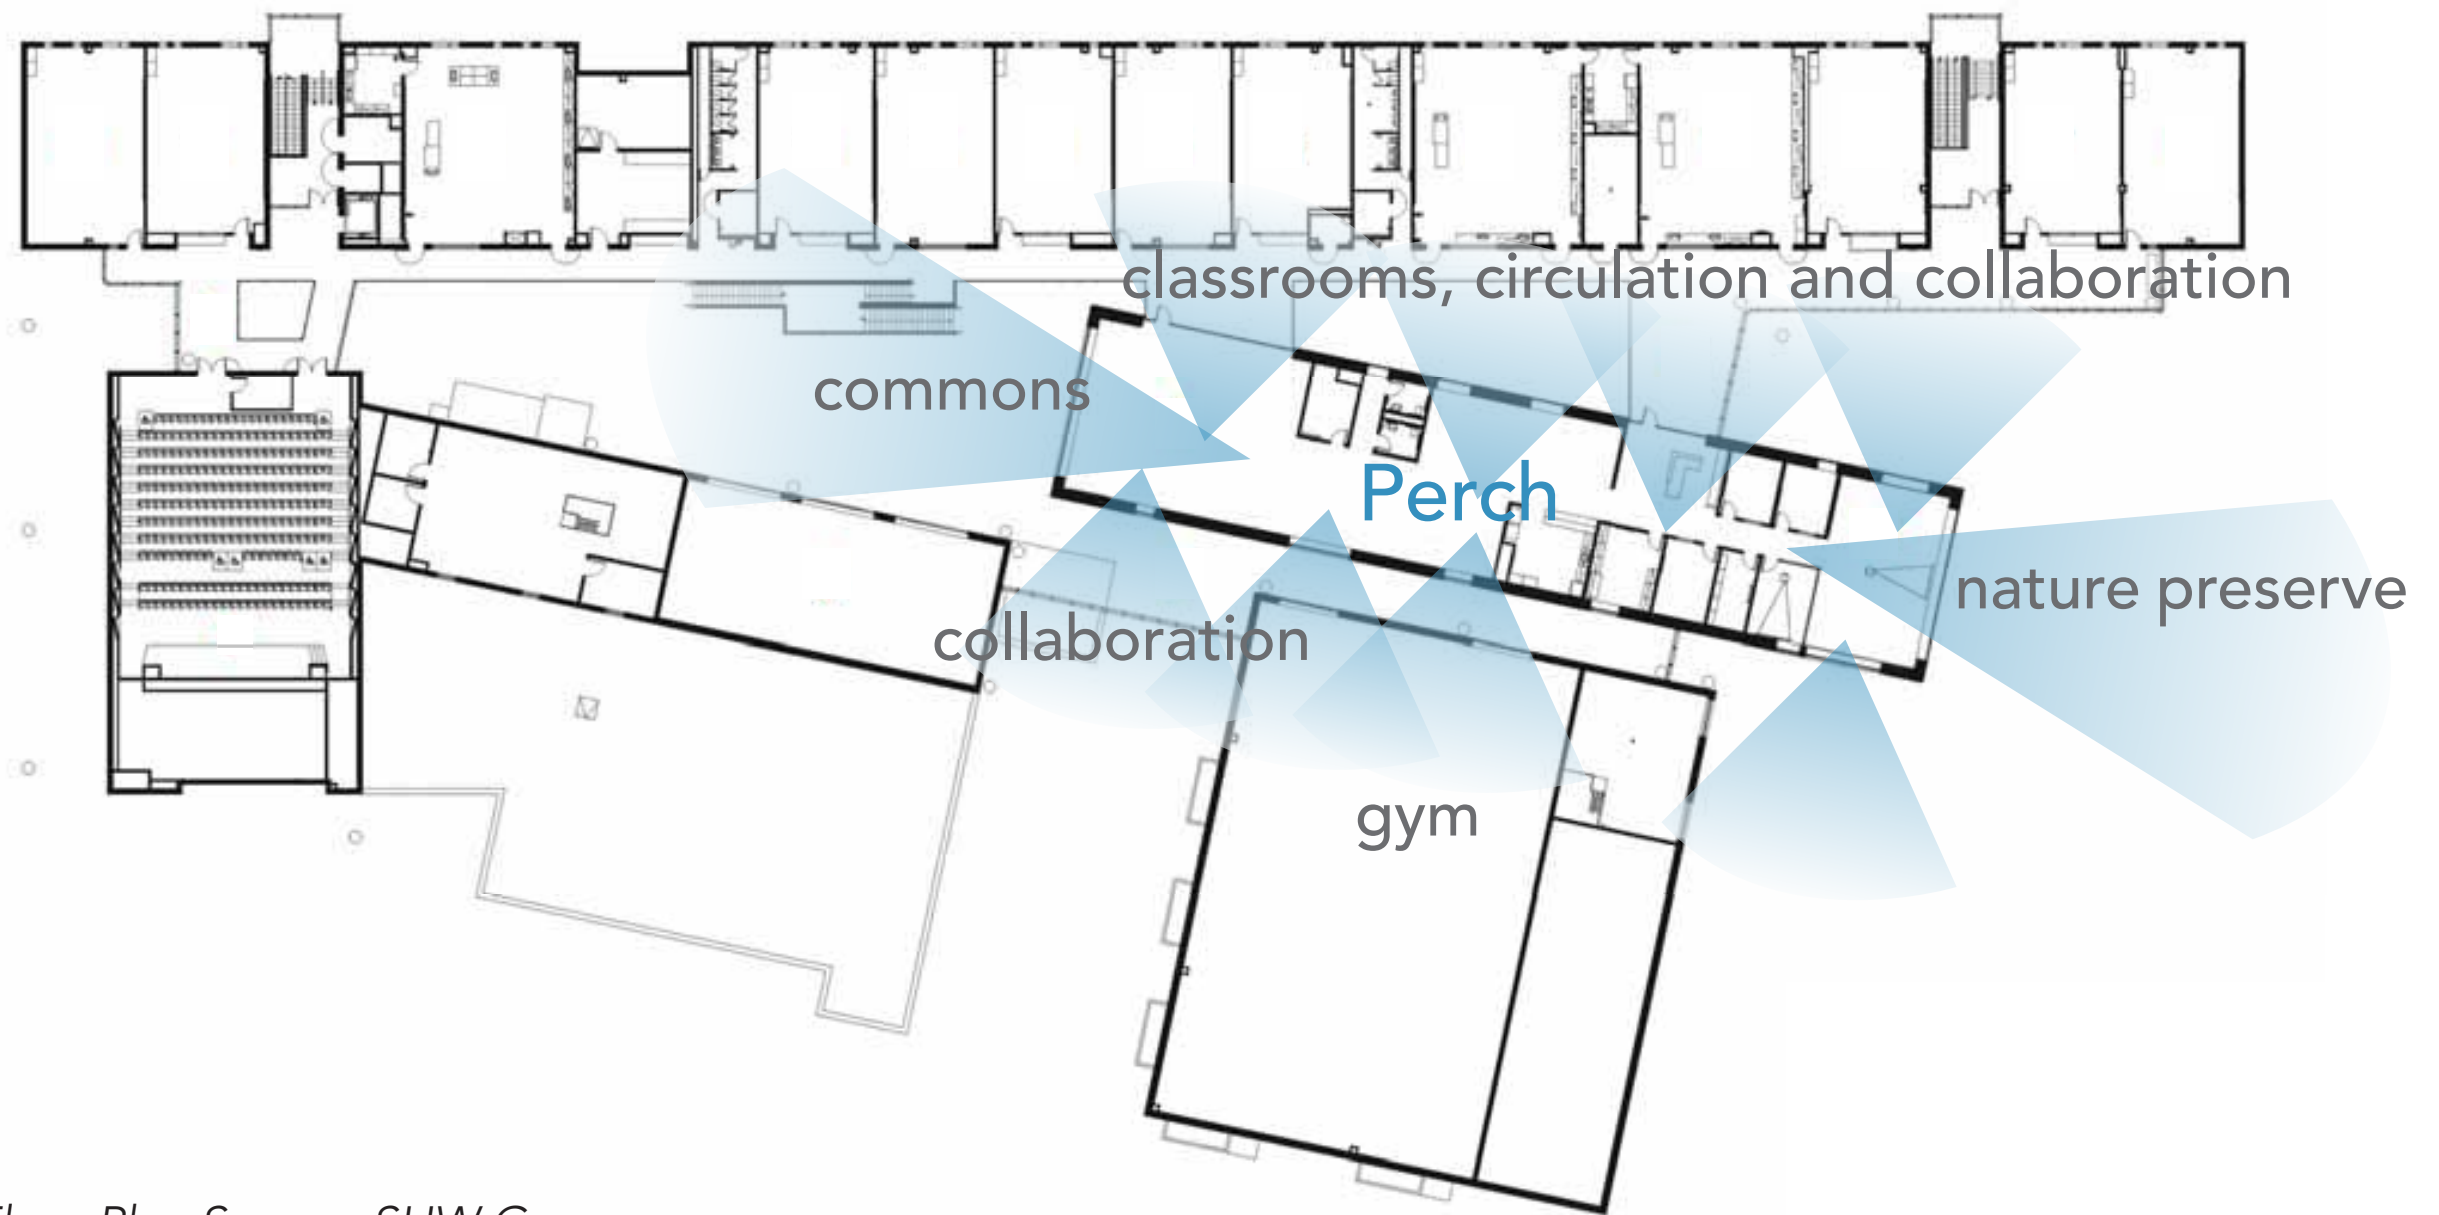 classrooms, circulation and collaboration
commons
Perch
nature preserve
collaboration
gym